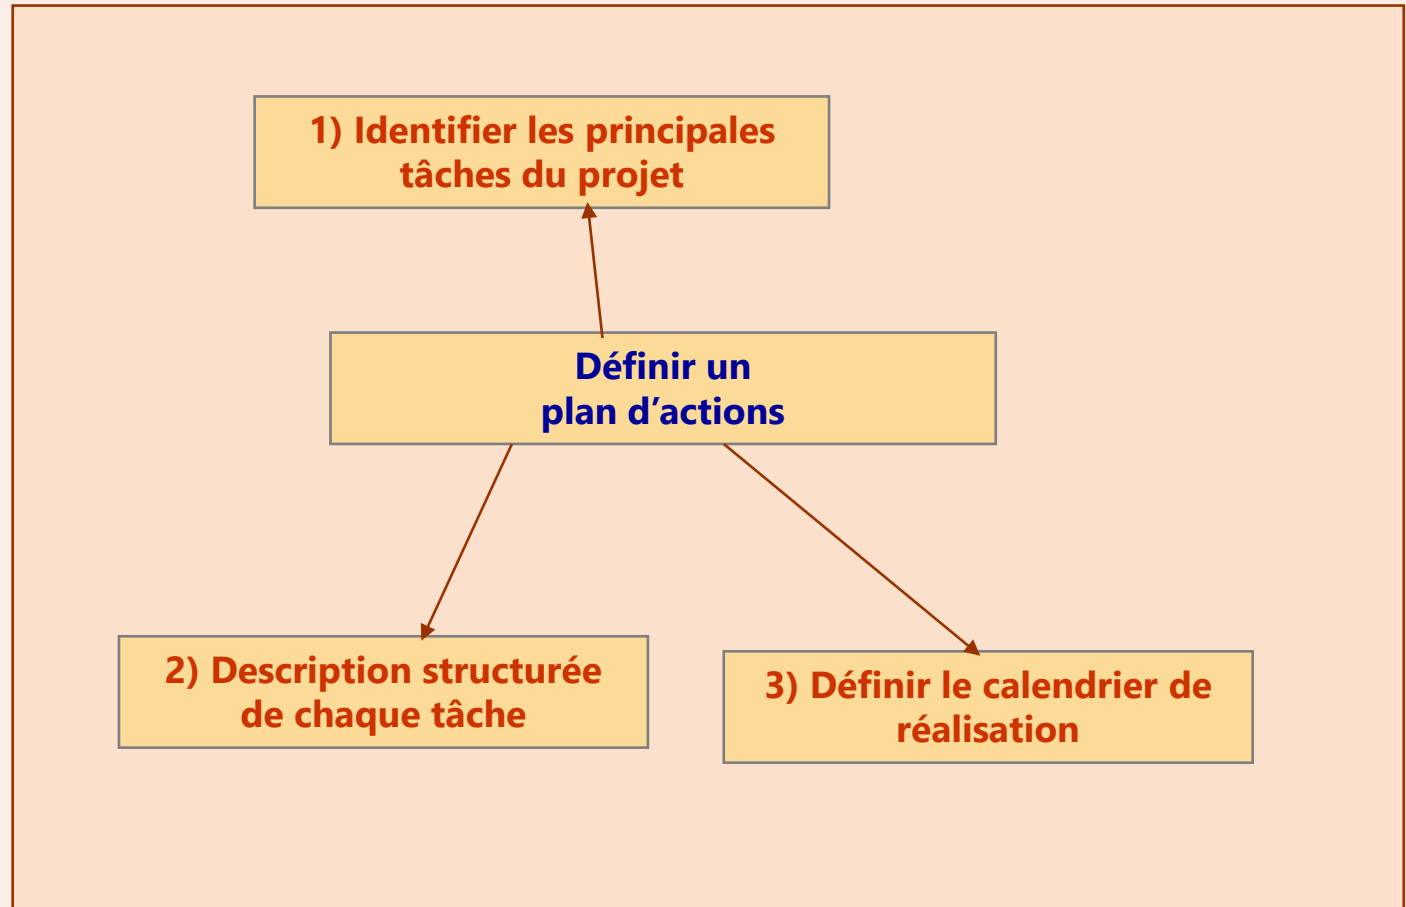 1) Identifier les principales
tâches du projet
Définir un
plan d’actions
2) Description structurée
de chaque tâche
3) Définir le calendrier de
réalisation